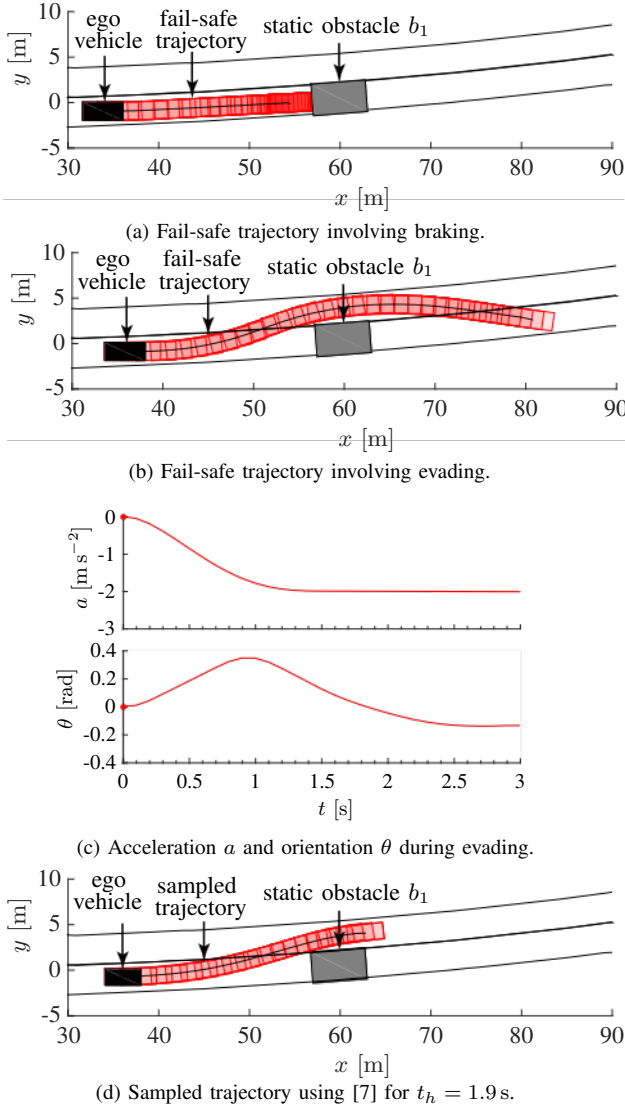 ego
vehicle
fail-safe
trajectory
static obstacle b₁
10
5
0
-5
y [m]
30 40 50 60 70 80 90
x [m]
(a) Fail-safe trajectory involving braking.
ego
vehicle
fail-safe
trajectory
static obstacle b₁
10
5
0
-5
y [m]
30 40 50 60 70 80 90
x [m]
(b) Fail-safe trajectory involving evading.
0
-1
-2
-3
a [m s⁻²]
0.4
0.2
0
-0.2
-0.4
θ [rad]
0 0.5 1 1.5 2 2.5 3
t [s]
(c) Acceleration a and orientation θ during evading.
ego
vehicle
sampled
trajectory
static obstacle b₁
10
5
0
-5
y [m]
30 40 50 60 70 80 90
x [m]
(d) Sampled trajectory using [7] for tₕ = 1.9 s.